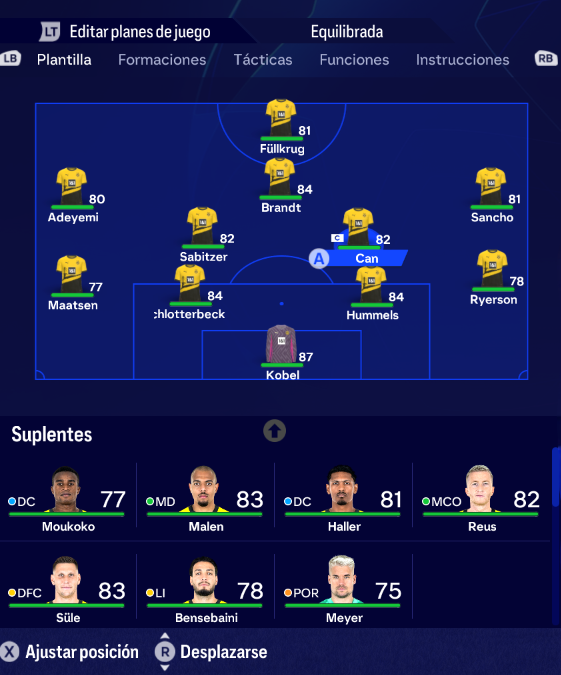 LT Editar planes de juego Equilibrada
LB Plantilla Formaciones Tácticas Funciones Instrucciones RB
81
Füllkrug
84
Brandt
80
Adeyemi
81
Sancho
82
Sabitzer
C 82
A Can
77
Maatsen
84
chlotterbeck
84
Hummels
78
Ryerson
87
Kobel
Suplentes
DC 77 MD 83 DC 81 MCO 82
Moukoko Malen Haller Reus
DFC 83 LI 78 POR 75
Süle Bensebaini Meyer
X Ajustar posición R Desplazarse